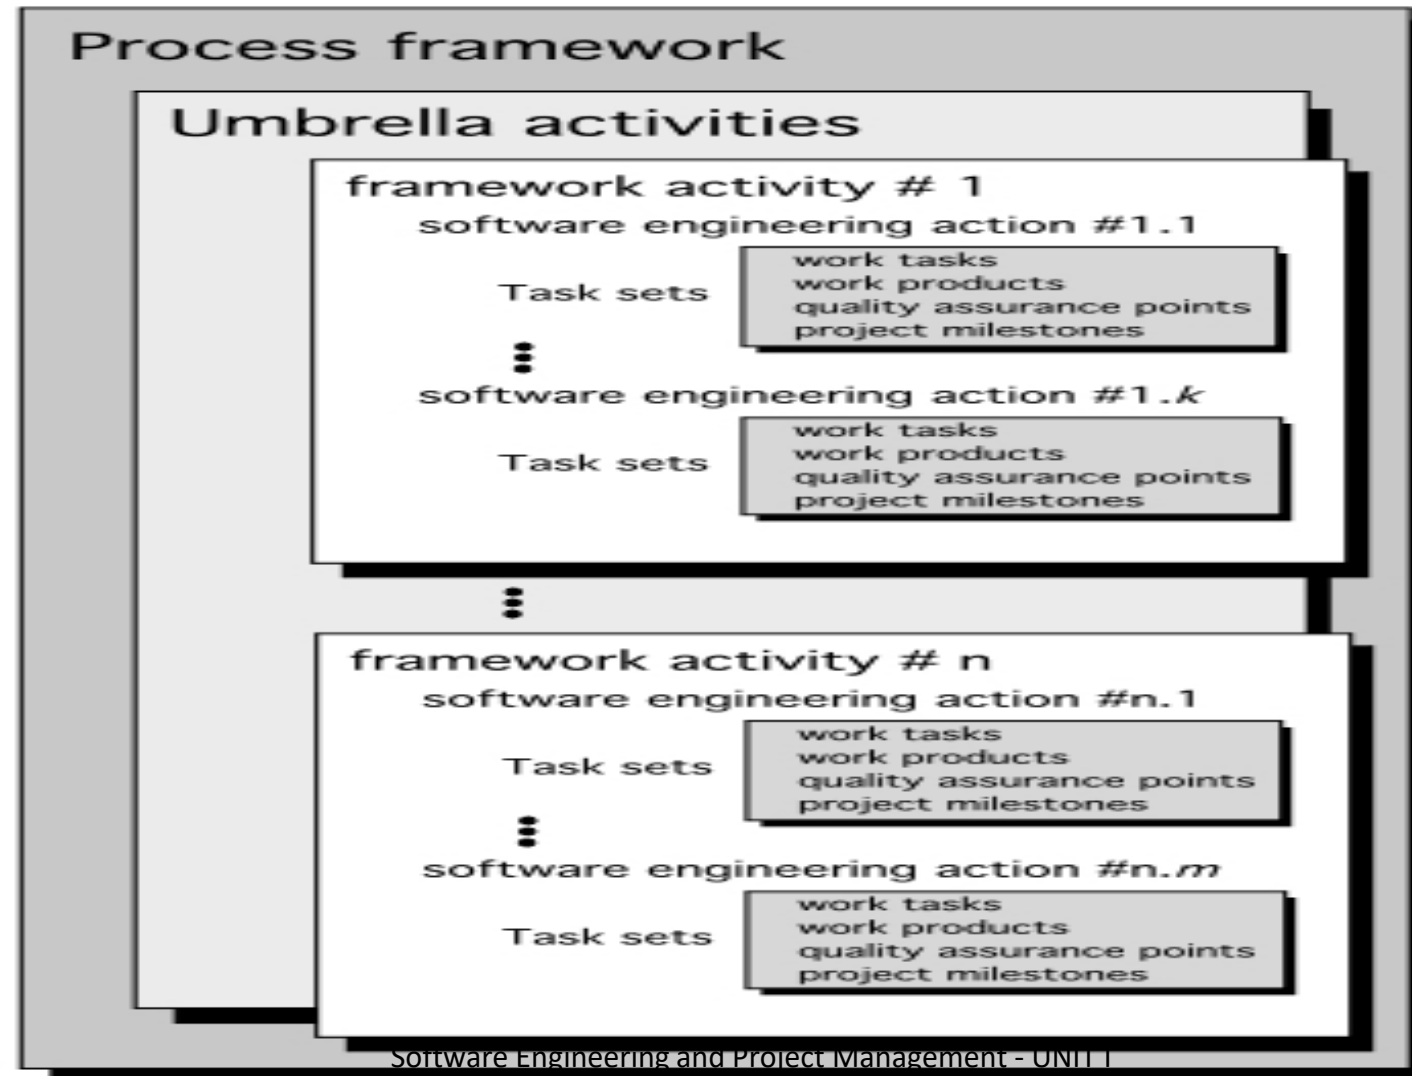 Process framework
Umbrella activities
framework activity # 1
software engineering action #1.1
Task sets
work tasks
work products
quality assurance points
project milestones
software engineering action #1.k
Task sets
work tasks
work products
quality assurance points
project milestones
framework activity # n
software engineering action #n.1
Task sets
work tasks
work products
quality assurance points
project milestones
software engineering action #n.m
Task sets
work tasks
work products
quality assurance points
project milestones
Software Engineering and Project Management - UNIT I